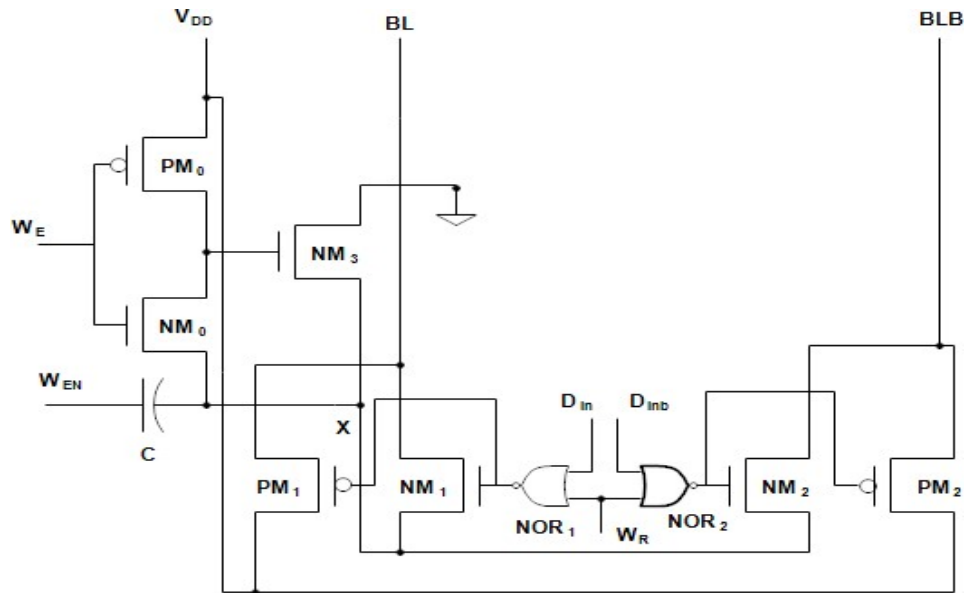 VDD
BL
BLB
PM0
WE
NM3
NM0
WEN
C
X
DIn
DInb
PM1
NM1
NOR1
WR
NOR2
NM2
PM2